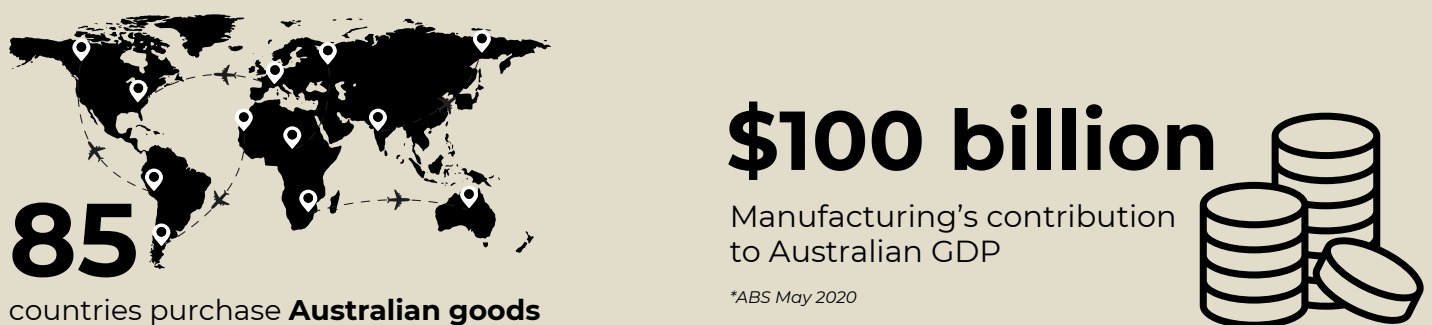 85
countries purchase Australian goods
$100 billion
Manufacturing’s contribution
to Australian GDP
*ABS May 2020